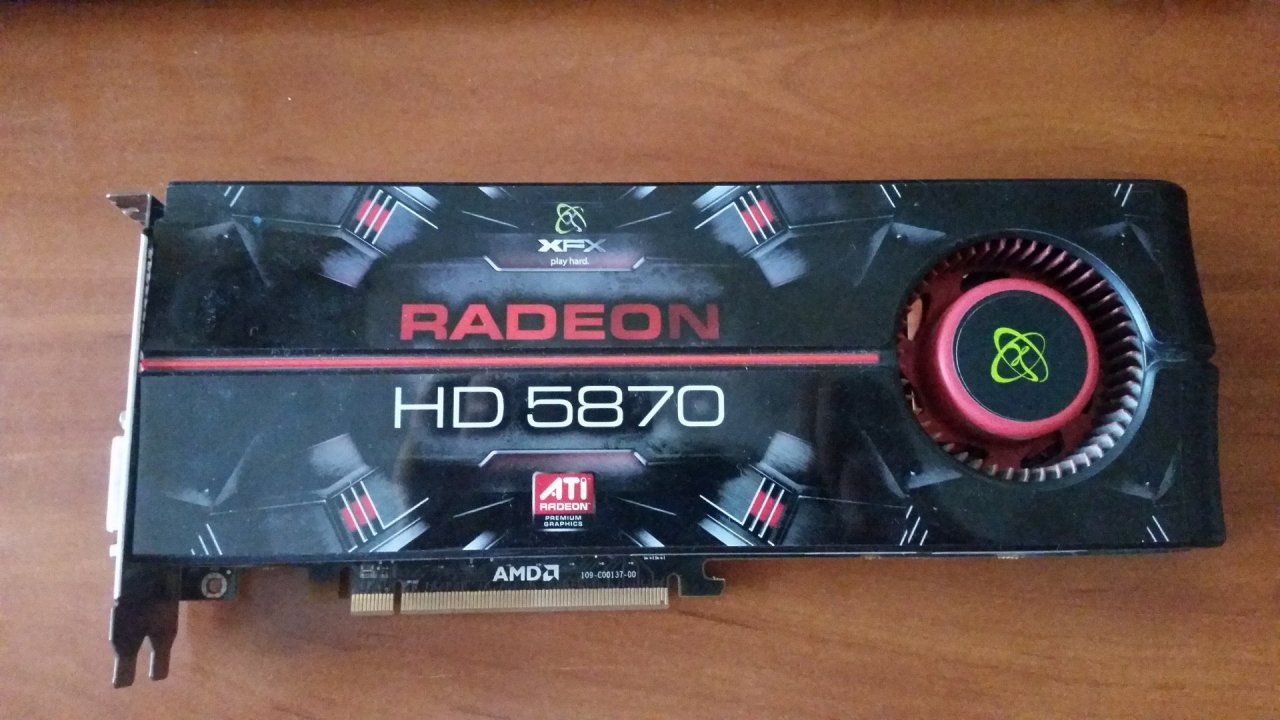 XFX
play hard.
RADEON
HD 5870
ATI
RADEON
PREMIUM
GRAPHICS
AMD 109-C00137-00